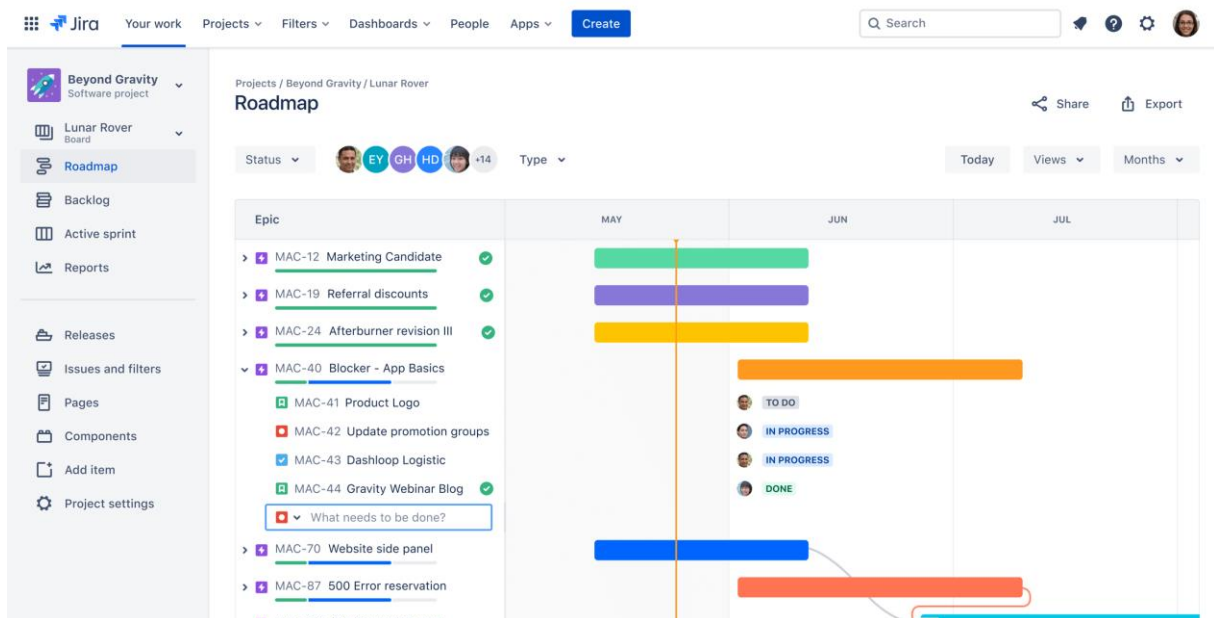 Jira Your work Projects Filters Dashboards People Apps Create Search
Beyond Gravity
Software project
Lunar Rover
Board
Roadmap
Backlog
Active sprint
Reports
Releases
Issues and filters
Pages
Components
Add item
Project settings
Projects / Beyond Gravity / Lunar Rover
Roadmap
Share Export
Status EY GH HD +14 Type Today Views Months
Epic MAY JUN JUL
MAC-12 Marketing Candidate
MAC-19 Referral discounts
MAC-24 Afterburner revision III
MAC-40 Blocker - App Basics
MAC-41 Product Logo TO DO
MAC-42 Update promotion groups IN PROGRESS
MAC-43 Dashloop Logistic IN PROGRESS
MAC-44 Gravity Webinar Blog DONE
What needs to be done?
MAC-70 Website side panel
MAC-87 500 Error reservation